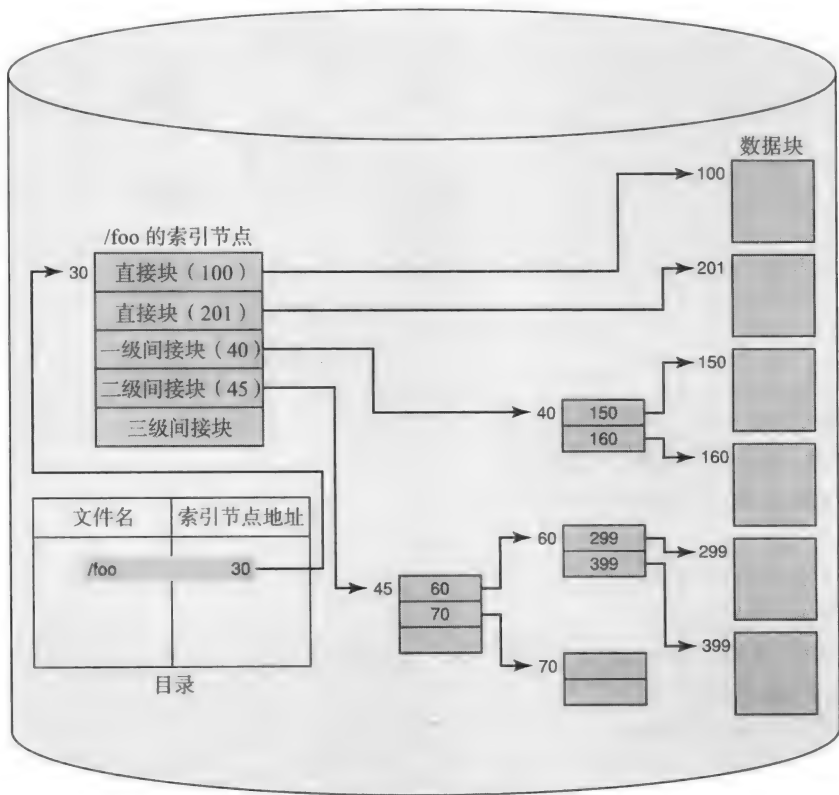 数据块
100
/foo 的索引节点
30
直接块（100）
201
直接块（201）
一级间接块（40）
150
二级间接块（45）
40
150
三级间接块
160
160
文件名
索引节点地址
60
299
299
/foo
30
399
45
60
70
399
70
目录